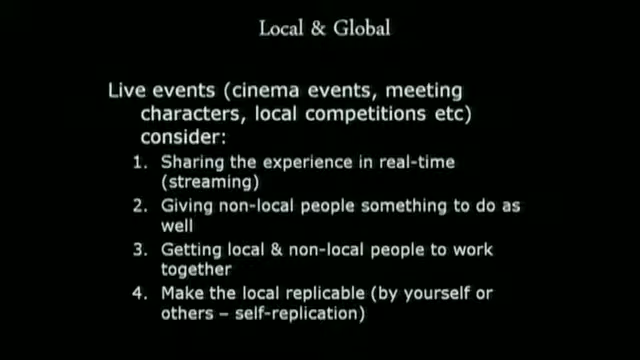 Local & Global
Live events (cinema events, meeting
characters, local competitions etc)
consider:
1. Sharing the experience in real-time
(streaming)
2. Giving non-local people something to do as
well
3. Getting local & non-local people to work
together
4. Make the local replicable (by yourself or
others – self-replication)